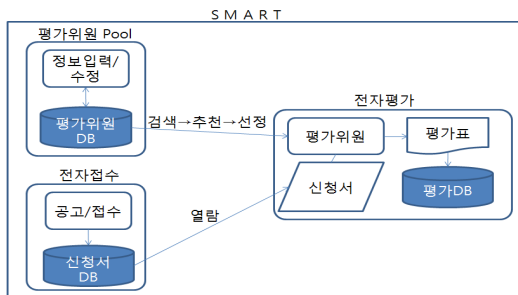 SMART
평가위원 Pool
정보입력/
수정
평가위원
DB
검색→추천→선정
전자평가
평가위원
평가표
신청서
평가DB
전자접수
공고/접수
열람
신청서
DB